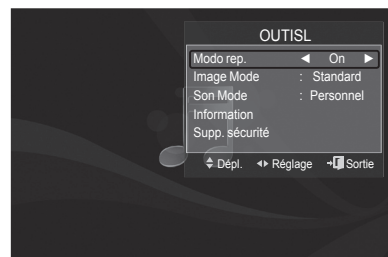 OUTISL
Modo rep. ◀ On ▶
Image Mode : Standard
Son Mode : Personnel
Information
Supp. sécurité
Dépl. Réglage Sortie